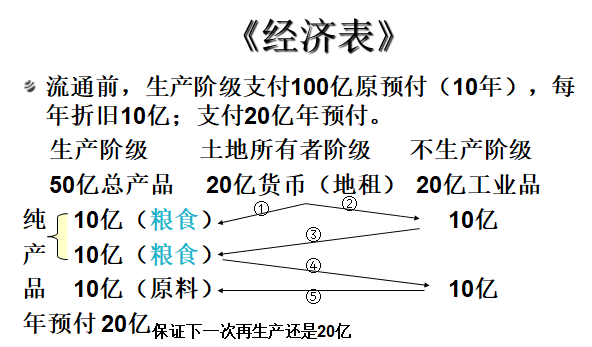 《经济表》
流通前，生产阶级支付100亿原预付（10年），每
年折旧10亿；支付20亿年预付。
生产阶级 土地所有者阶级 不生产阶级
50亿总产品 20亿货币（地租） 20亿工业品
① ②
纯 10亿（粮食） 10亿
③
产 10亿（粮食）
④
品 10亿（原料） ⑤ 10亿
年预付 20亿保证下一次再生产还是20亿